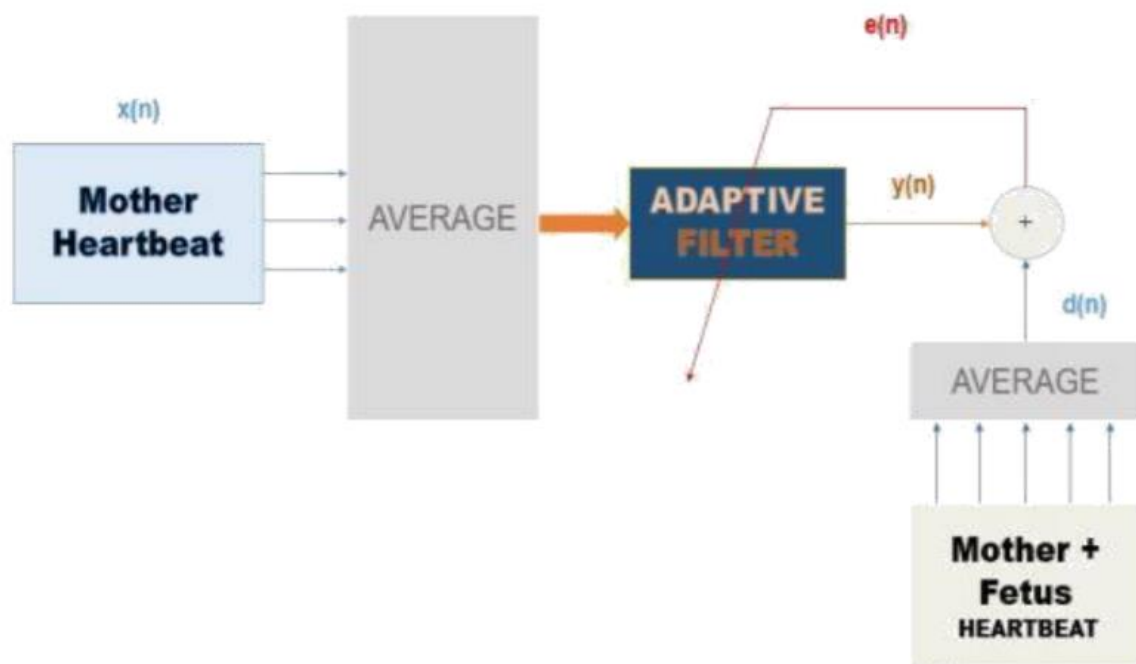 e(n)
x(n)
Mother
Heartbeat
AVERAGE
ADAPTIVE
FILTER
y(n)
+
d(n)
AVERAGE
Mother +
Fetus
HEARTBEAT